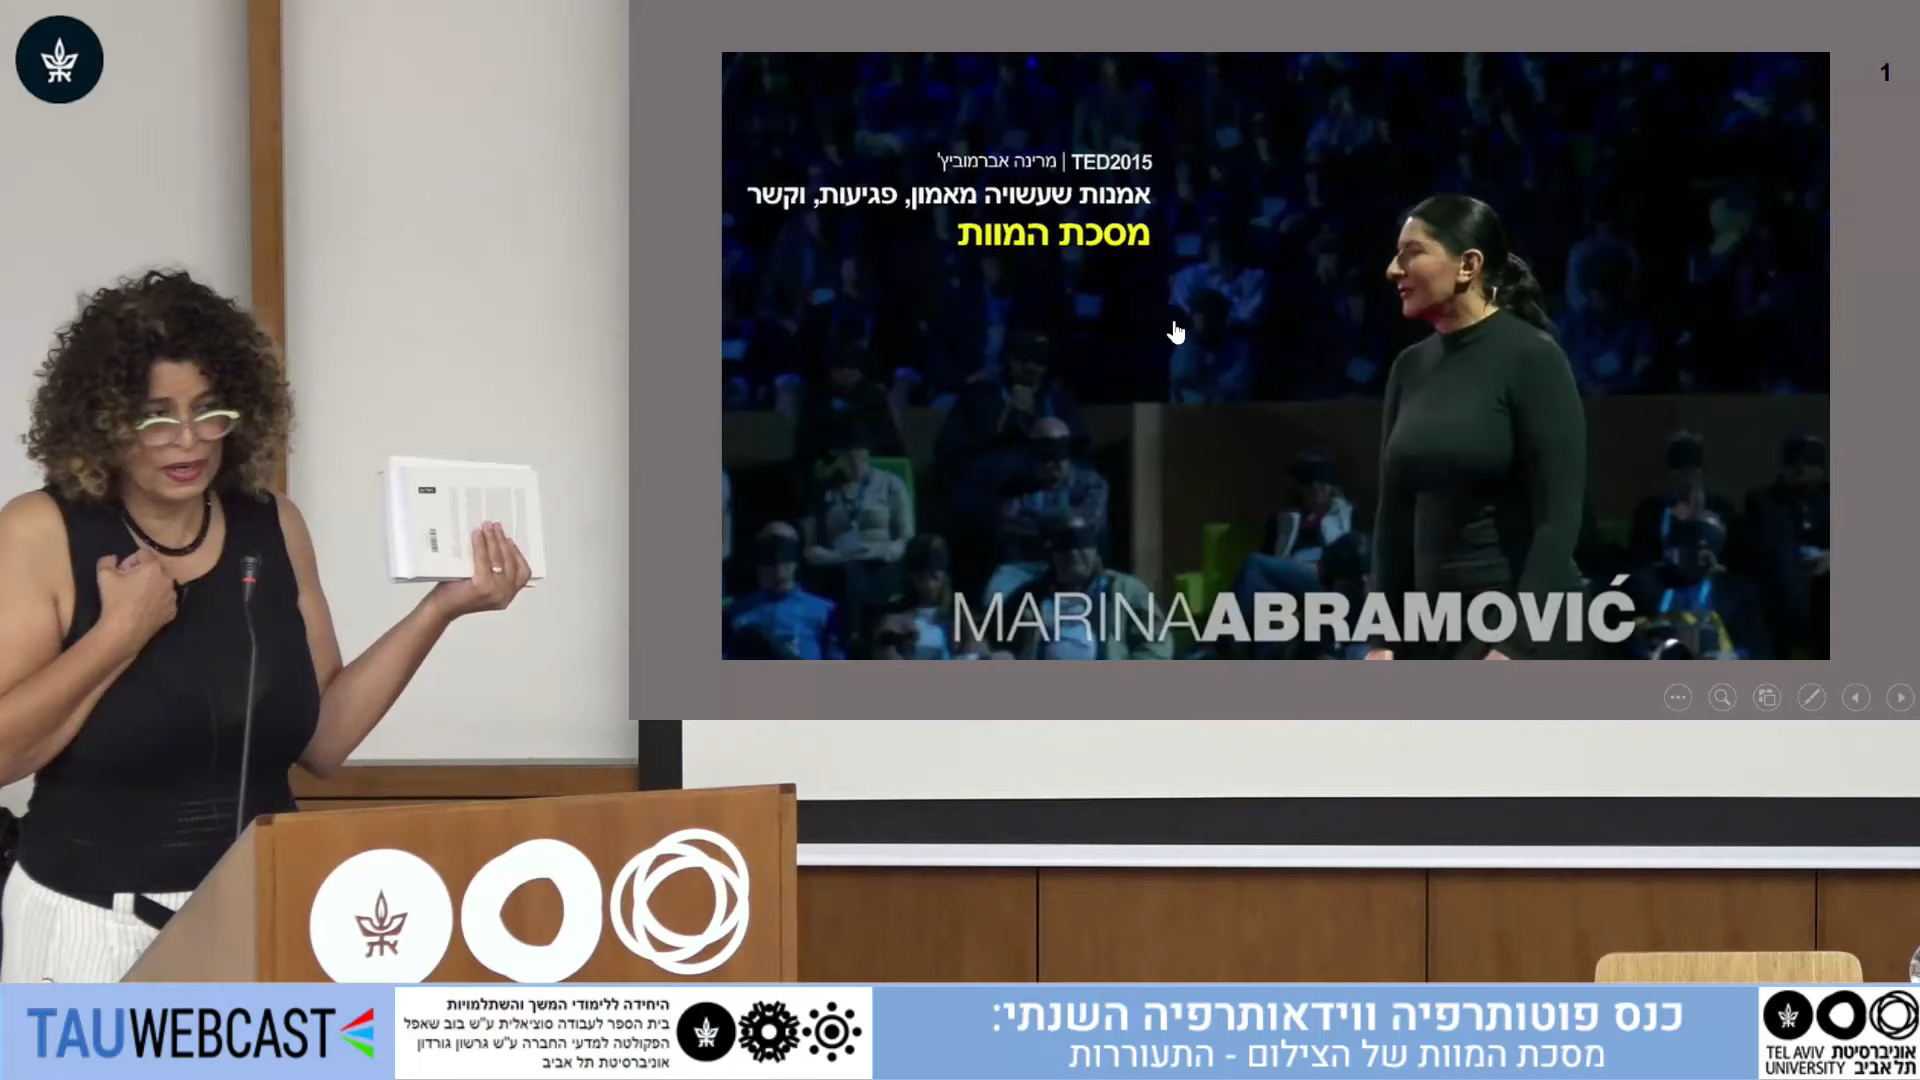 1
TED2015 | מרינה אברמוביץ'
אמנות שעשויה מאמון, פגיעות, וקשר
מסכת המוות
MARINA ABRAMOVIĆ
TAUWEBCAST
היחידה ללימודי המשך והשתלמויות
בית הספר לעבודה סוציאלית ע"ש בוב שאפל
הפקולטה למדעי החברה ע"ש גרשון גורדון
אוניברסיטת תל אביב
כנס פוטותרפיה ווידאותרפיה השנתי:
מסכת המוות של הצילום - התעוררות
TEL AVIV אוניברסיטת
UNIVERSITY תל אביב